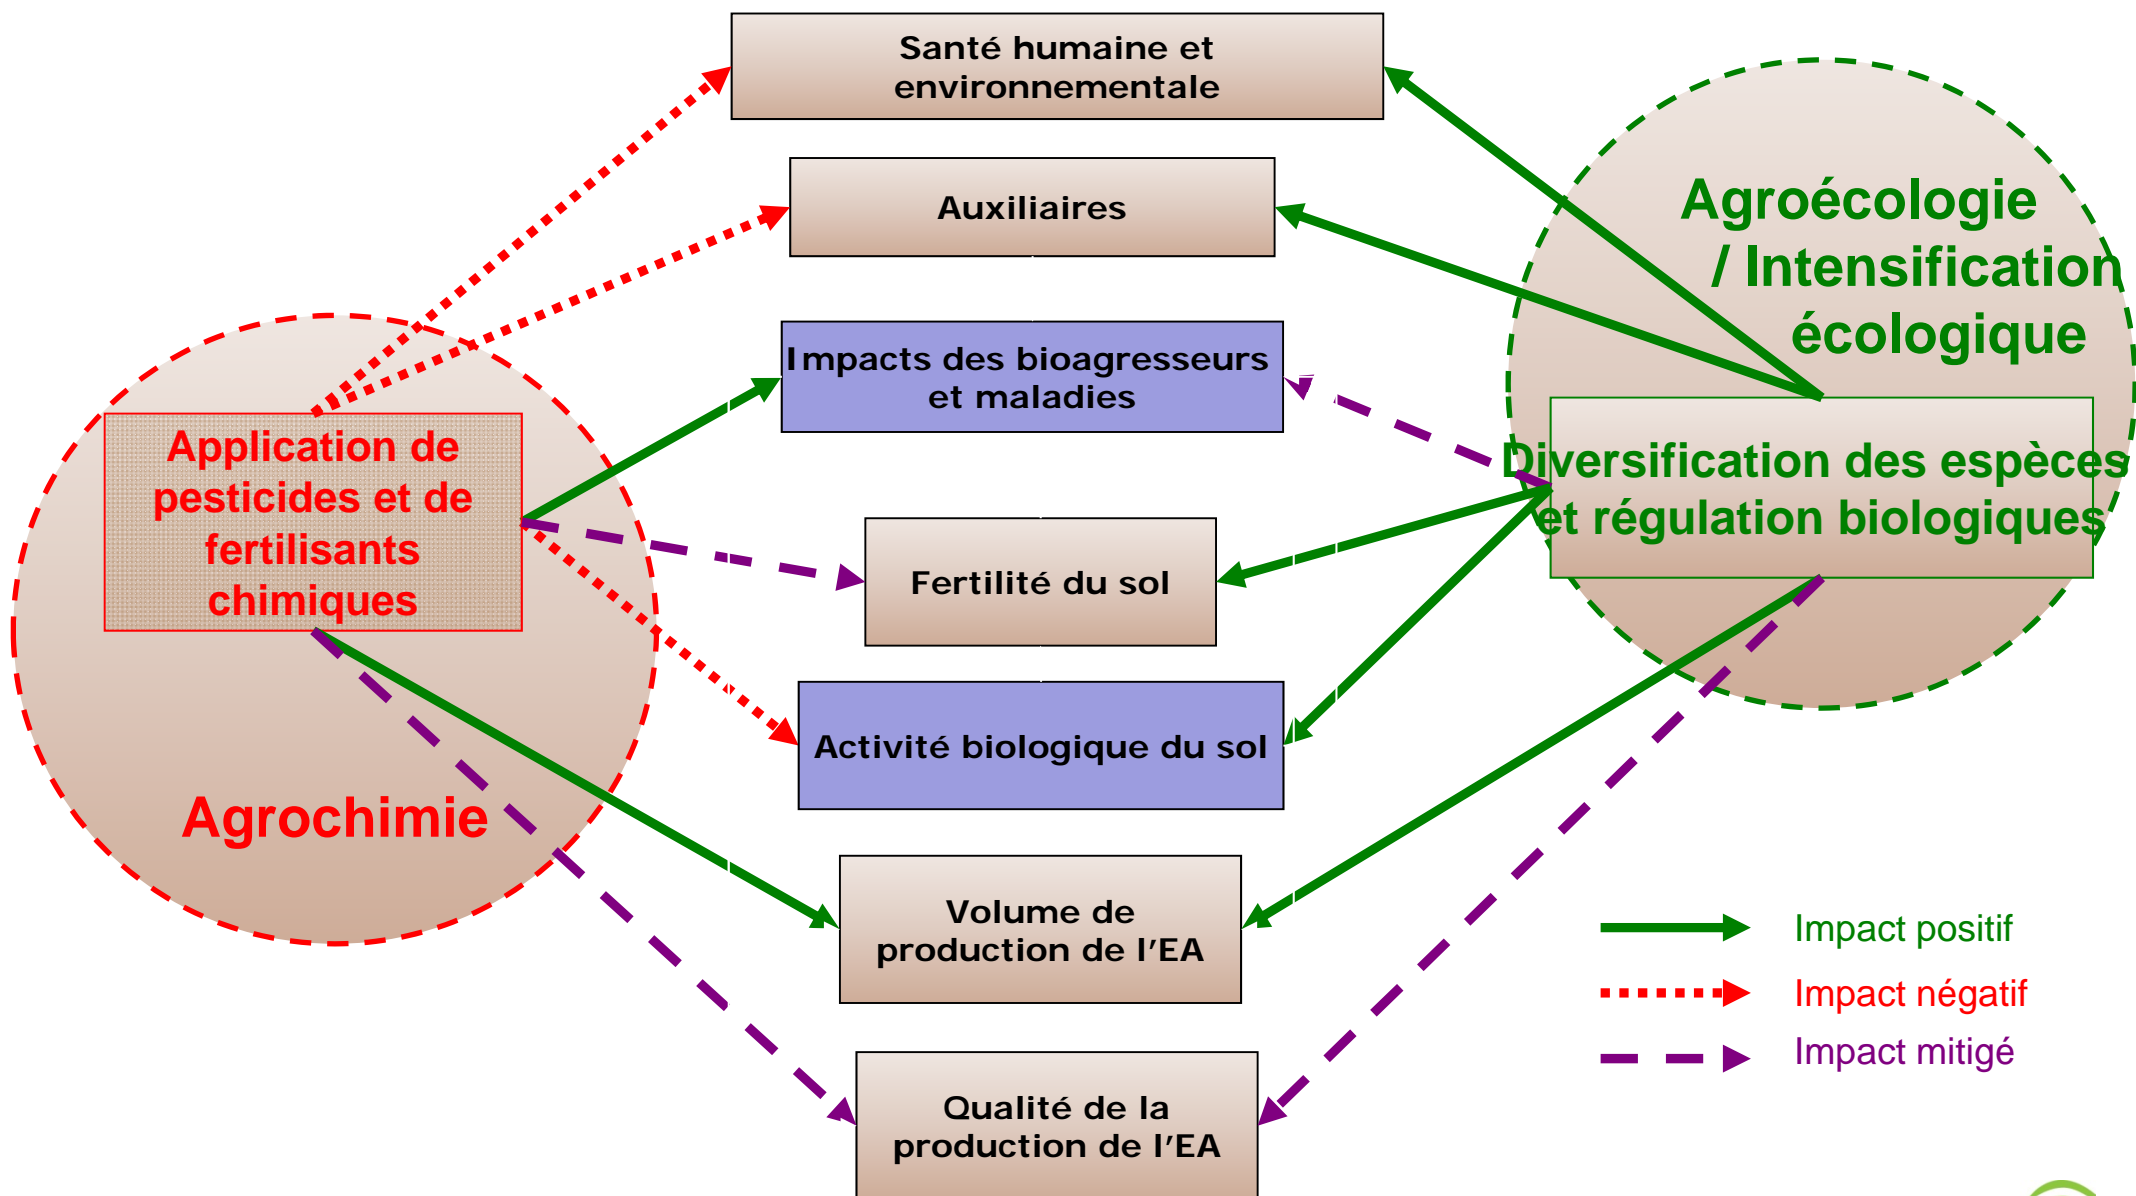 Santé humaine et
environnementale
Auxiliaires
Agroécologie
/ Intensification
écologique
Impacts des bioagresseurs
et maladies
Application de
pesticides et de
fertilisants
chimiques
Diversification des espèces
et régulation biologiques
Fertilité du sol
Activité biologique du sol
Agrochimie
Volume de
production de l’EA
Impact positif
Impact négatif
Impact mitigé
Qualité de la
production de l’EA